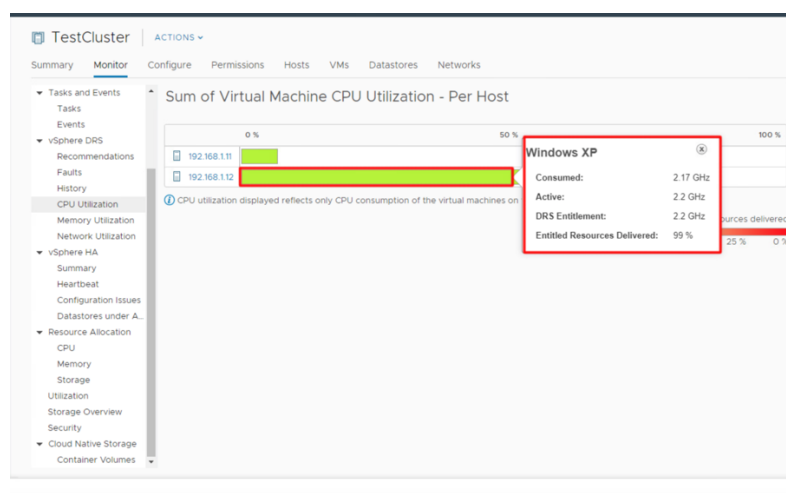 TestCluster ACTIONS
Summary Monitor Configure Permissions Hosts VMs Datastores Networks
Tasks and Events
Tasks
Events
vSphere DRS
Recommendations
Faults
History
CPU Utilization
Memory Utilization
Network Utilization
vSphere HA
Summary
Heartbeat
Configuration Issues
Datastores under A...
Resource Allocation
CPU
Memory
Storage
Utilization
Storage Overview
Security
Cloud Native Storage
Container Volumes
Sum of Virtual Machine CPU Utilization - Per Host
0 % 50 % 100 %
192.168.1.11
192.168.1.12
CPU utilization displayed reflects only CPU consumption of the virtual machines on
Windows XP
Consumed: 2.17 GHz
Active: 2.2 GHz
DRS Entitlement: 2.2 GHz
Entitled Resources Delivered: 99 %
delivered
25 % 0 %